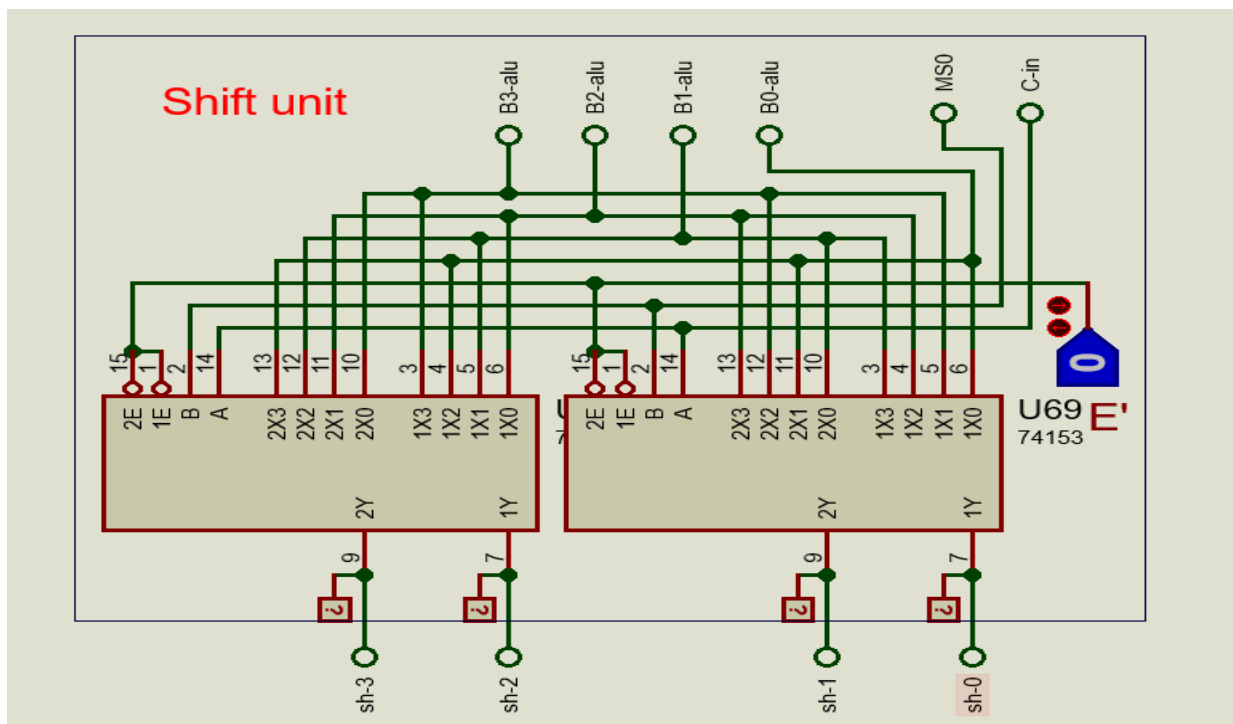 Shift unit
B3-alu
B2-alu
B1-alu
B0-alu
MS0
C-in
15
1
2
14
13
12
11
10
3
4
5
6
15
1
2
14
13
12
11
10
3
4
5
6
0
2E
1E
B
A
2X3
2X2
2X1
2X0
1X3
1X2
1X1
1X0
2E
1E
B
A
2X3
2X2
2X1
2X0
1X3
1X2
1X1
1X0
U69
74153
E'
2Y
1Y
2Y
1Y
9
7
9
7
?
?
?
?
sh-3
sh-2
sh-1
sh-0